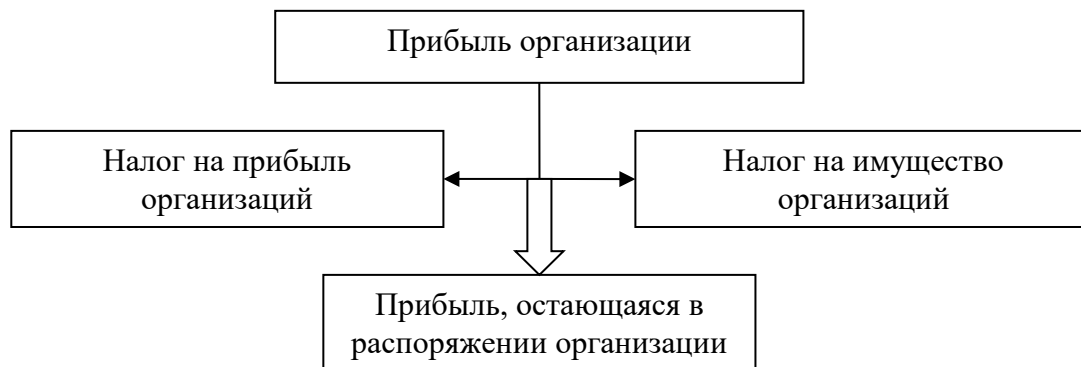 Прибыль организации
Налог на прибыль
организаций
Налог на имущество
организаций
Прибыль, остающаяся в
распоряжении организации